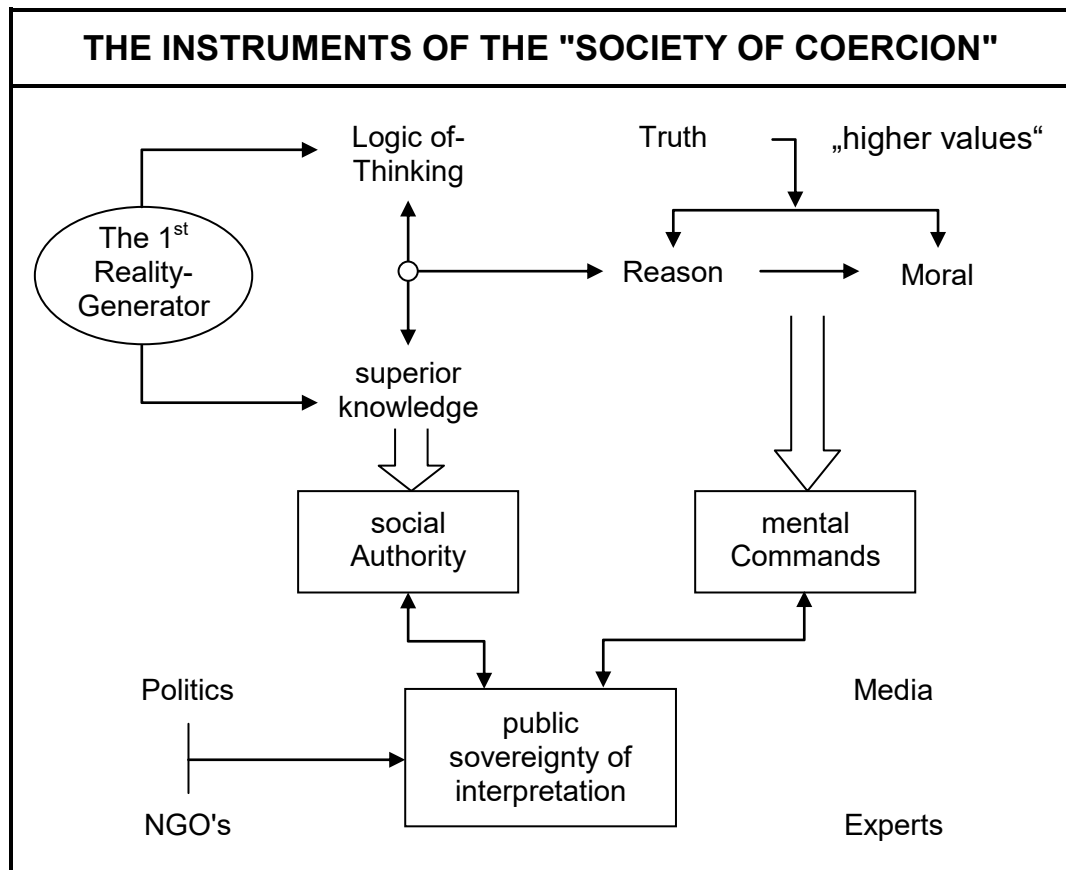 THE INSTRUMENTS OF THE "SOCIETY OF COERCION"
Logic of-
Thinking
Truth
„higher values“
The 1st
Reality-
Generator
Reason
Moral
superior
knowledge
social
Authority
mental
Commands
Politics
Media
public
sovereignty of
interpretation
NGO's
Experts